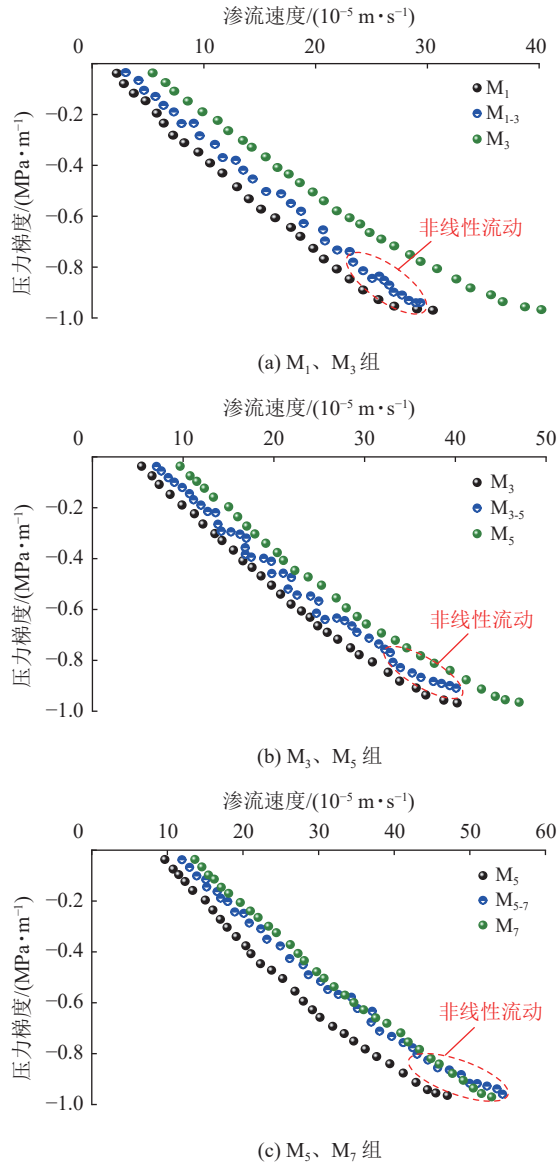 渗流速度/(10⁻⁵ m·s⁻¹)
0 10 20 30 40
−0.2
−0.4
−0.6
−0.8
−1.0
压力梯度/(MPa·m⁻¹)
M₁
M₁₋₃
M₃
非线性流动
(a) M₁、M₃ 组
渗流速度/(10⁻⁵ m·s⁻¹)
0 10 20 30 40 50
−0.2
−0.4
−0.6
−0.8
−1.0
压力梯度/(MPa·m⁻¹)
M₃
M₃₋₅
M₅
非线性流动
(b) M₃、M₅ 组
渗流速度/(10⁻⁵ m·s⁻¹)
0 10 20 30 40 50 60
−0.2
−0.4
−0.6
−0.8
−1.0
压力梯度/(MPa·m⁻¹)
M₅
M₅₋₇
M₇
非线性流动
(c) M₅、M₇ 组